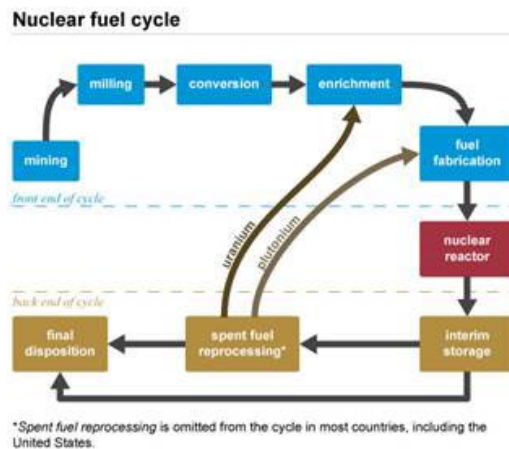 Nuclear fuel cycle
milling
conversion
enrichment
mining
fuel
fabrication
front end of cycle
uranium
plutonium
nuclear
reactor
back end of cycle
final
disposition
spent fuel
reprocessing*
interim
storage
*Spent fuel reprocessing is omitted from the cycle in most countries, including the
United States.